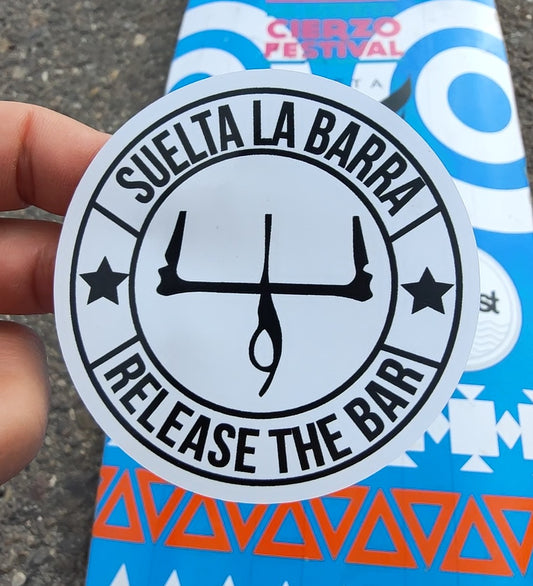 CIERZO
FESTIVAL
SUELTA LA BARRA
RELEASE THE BAR